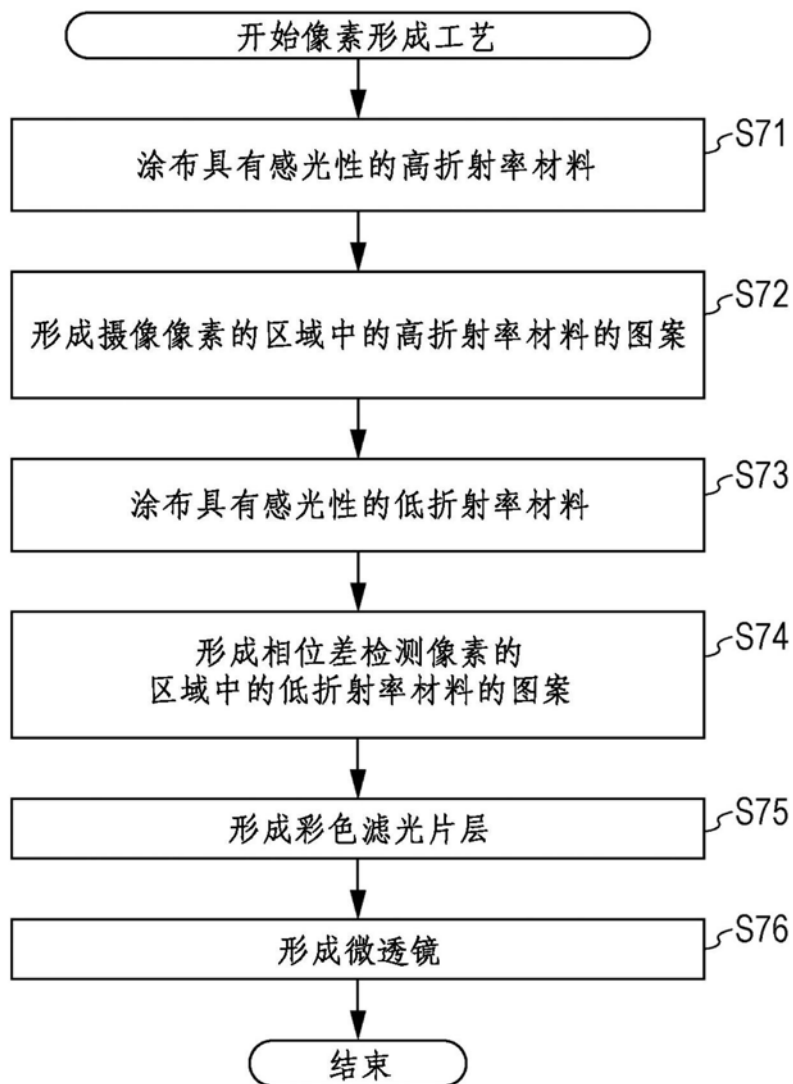 开始像素形成工艺
S71
涂布具有感光性的高折射率材料
S72
形成摄像像素的区域中的高折射率材料的图案
S73
涂布具有感光性的低折射率材料
S74
形成相位差检测像素的
区域中的低折射率材料的图案
S75
形成彩色滤光片层
S76
形成微透镜
结束